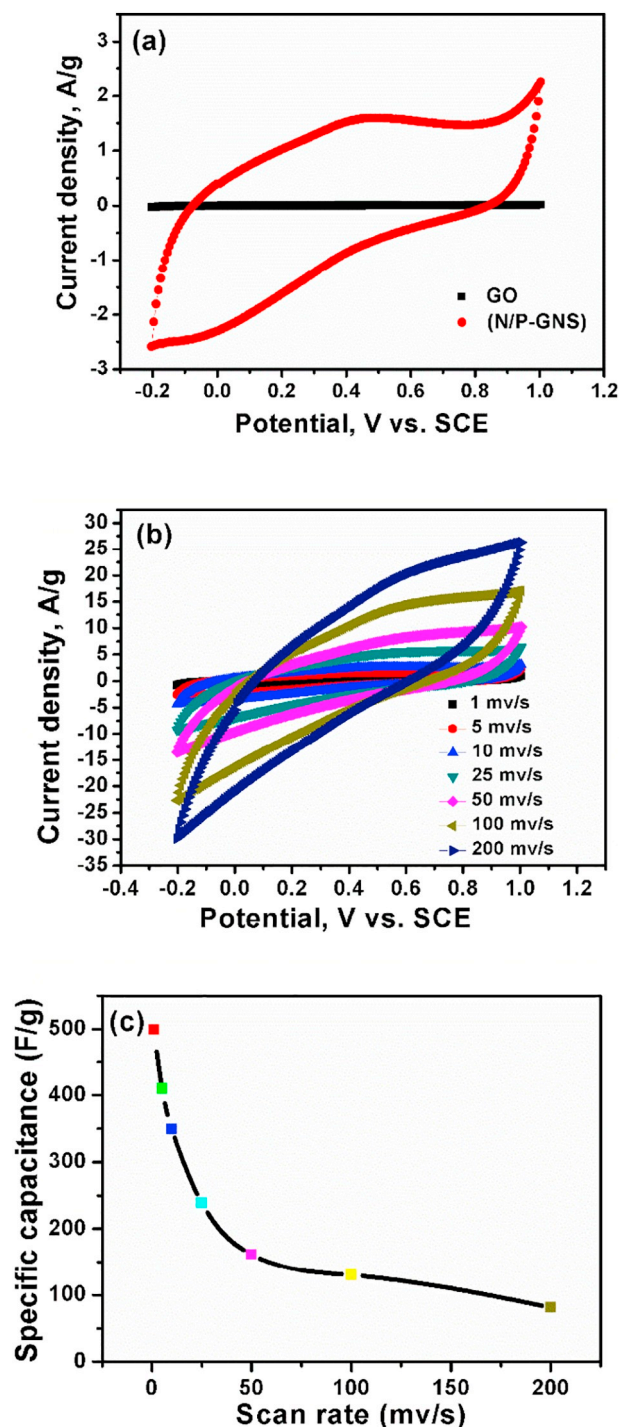 (a)
Current density, A/g
3
2
1
0
-1
-2
-3
GO
(N/P-GNS)
-0.2 0.0 0.2 0.4 0.6 0.8 1.0 1.2
Potential, V vs. SCE
(b)
Current density, A/g
30
25
20
15
10
5
0
-5
-10
-15
-20
-25
-30
-35
1 mv/s
5 mv/s
10 mv/s
25 mv/s
50 mv/s
100 mv/s
200 mv/s
-0.4 -0.2 0.0 0.2 0.4 0.6 0.8 1.0 1.2
Potential, V vs. SCE
(c)
Specific capacitance (F/g)
500
400
300
200
100
0
0 50 100 150 200
Scan rate (mv/s)